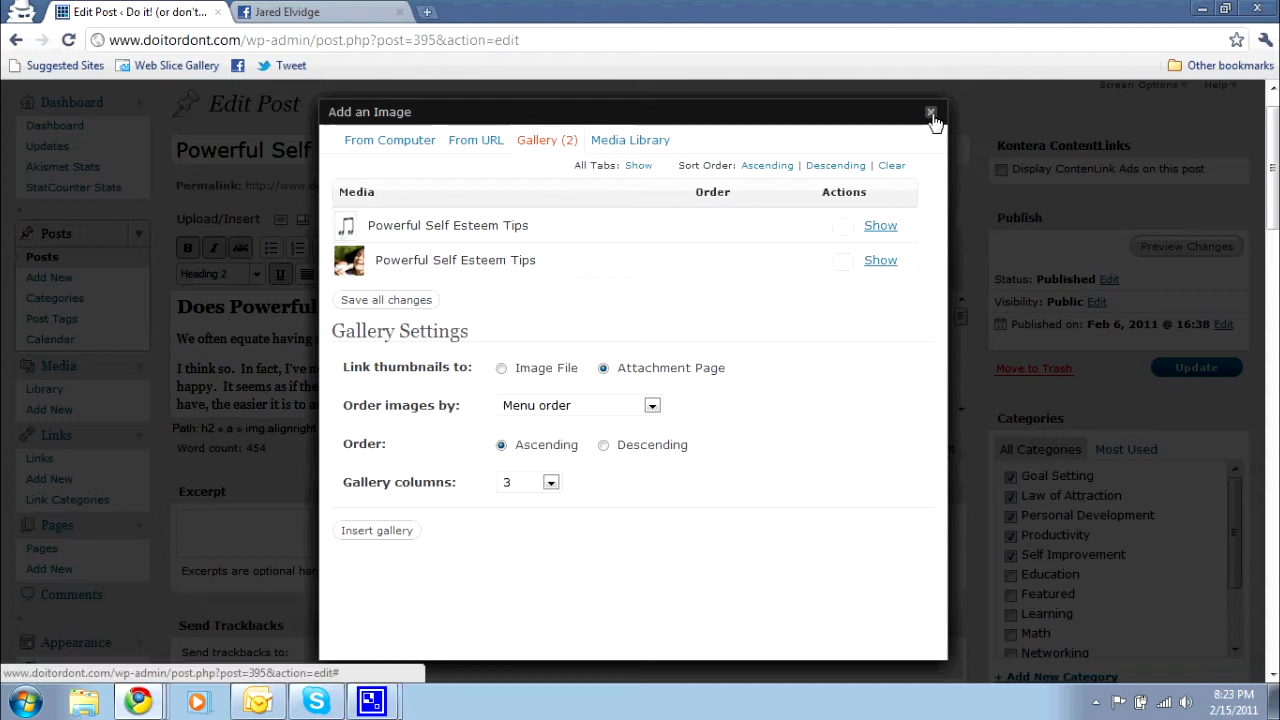 Edit Post ‹ Do it! (or don't...
Jared Elvidge
www.doitordont.com/wp-admin/post.php?post=395&action=edit
Suggested Sites
Web Slice Gallery
Tweet
Other bookmarks
Dashboard
Dashboard
Updates
Akismet Stats
StatCounter Stats
Posts
Posts
Add New
Categories
Post Tags
Calendar
Media
Library
Add New
Links
Links
Add New
Link Categories
Pages
Pages
Add New
Comments
Appearance
Screen Options
Help
Edit Post
Powerful Self
Permalink: http://www.d
Upload/Insert
B I ABC
Heading 2
U
Does Powerful
We often equate having
I think so. In fact, I've
happy. It seems as if the
have, the easier it is to a
Path: h2 » a » img.alignright
Word count: 454
Excerpt
Excerpts are optional han
Send Trackbacks
Send trackbacks to:
Add an Image
From Computer
From URL
Gallery (2)
Media Library
All Tabs: Show
Sort Order: Ascending | Descending | Clear
Media
Order
Actions
Powerful Self Esteem Tips
Show
Powerful Self Esteem Tips
Show
Save all changes
Gallery Settings
Link thumbnails to:
Image File
Attachment Page
Order images by:
Menu order
Order:
Ascending
Descending
Gallery columns:
3
Insert gallery
Kontera ContentLinks
Display ContenLink Ads on this post
Publish
Preview Changes
Status: Published Edit
Visibility: Public Edit
Published on: Feb 6, 2011 @ 16:38 Edit
Move to Trash
Update
Categories
All Categories
Most Used
Goal Setting
Law of Attraction
Personal Development
Productivity
Self Improvement
Education
Featured
Learning
Math
Networking
+ Add New Category
www.doitordont.com/wp-admin/post.php?post=395&action=edit#
8:23 PM
2/15/2011